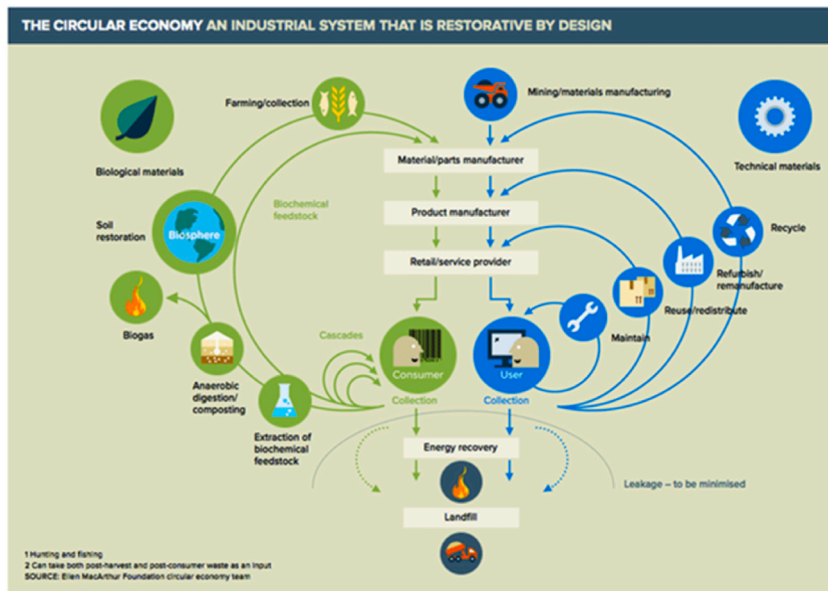 THE CIRCULAR ECONOMY AN INDUSTRIAL SYSTEM THAT IS RESTORATIVE BY DESIGN
Farming/collection
Mining/materials manufacturing
Biological materials
Technical materials
Material/parts manufacturer
Biochemical
feedstock
Product manufacturer
Soil
restoration
Biosphere
Recycle
Retail/service provider
Refurbish/
remanufacture
Reuse/redistribute
Biogas
Cascades
Maintain
Consumer
User
Anaerobic
digestion/
composting
Collection
Collection
Extraction of
biochemical
feedstock
Energy recovery
Leakage – to be minimised
Landfill
1 Hunting and fishing
2 Can take both post-harvest and post-consumer waste as an input
SOURCE: Ellen MacArthur Foundation circular economy team